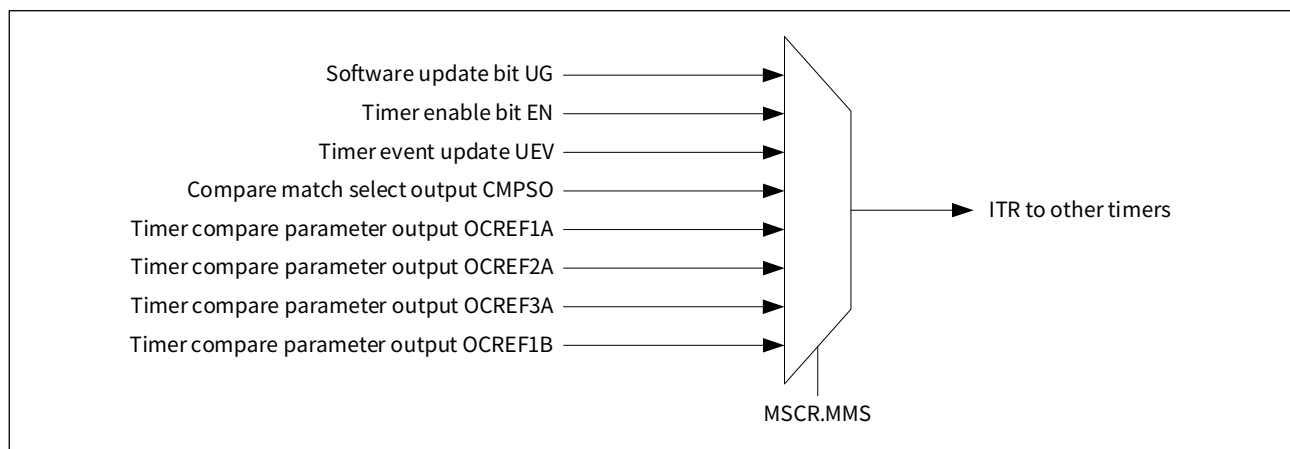 Software update bit UG
Timer enable bit EN
Timer event update UEV
Compare match select output CMPSO
Timer compare parameter output OCREF1A
Timer compare parameter output OCREF2A
Timer compare parameter output OCREF3A
Timer compare parameter output OCREF1B
ITR to other timers
MSCR.MMS